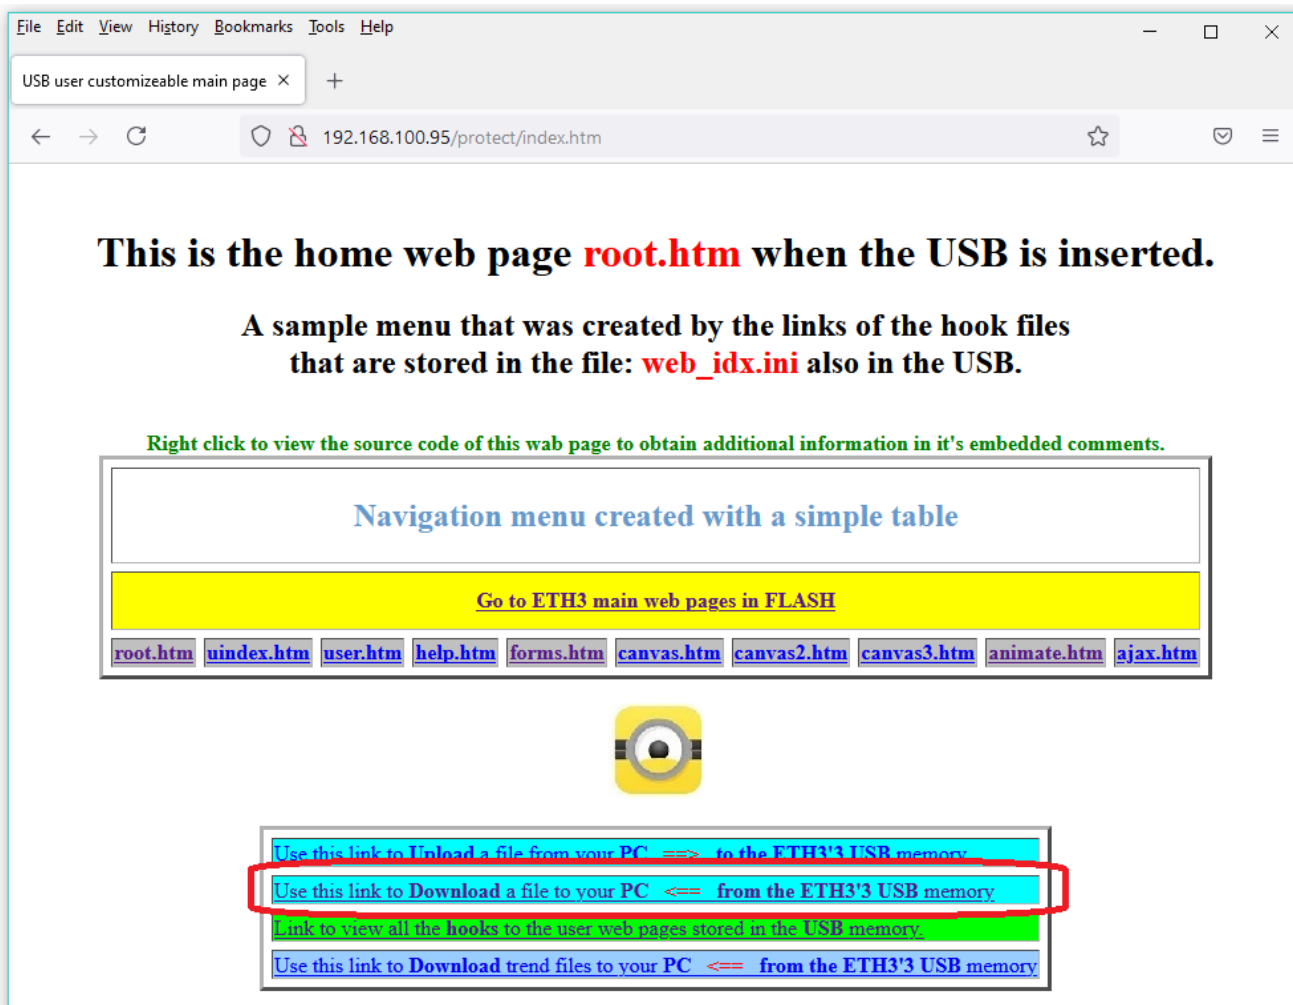 File Edit View History Bookmarks Tools Help
USB user customizeable main page
192.168.100.95/protect/index.htm
This is the home web page root.htm when the USB is inserted.
A sample menu that was created by the links of the hook files
that are stored in the file: web_idx.ini also in the USB.
Right click to view the source code of this wab page to obtain additional information in it's embedded comments.
Navigation menu created with a simple table
Go to ETH3 main web pages in FLASH
root.htm uindex.htm user.htm help.htm forms.htm canvas.htm canvas2.htm canvas3.htm animate.htm ajax.htm
Use this link to Upload a file from your PC ==> to the ETH3'3 USB memory
Use this link to Download a file to your PC <== from the ETH3'3 USB memory
Link to view all the hooks to the user web pages stored in the USB memory.
Use this link to Download trend files to your PC <== from the ETH3'3 USB memory